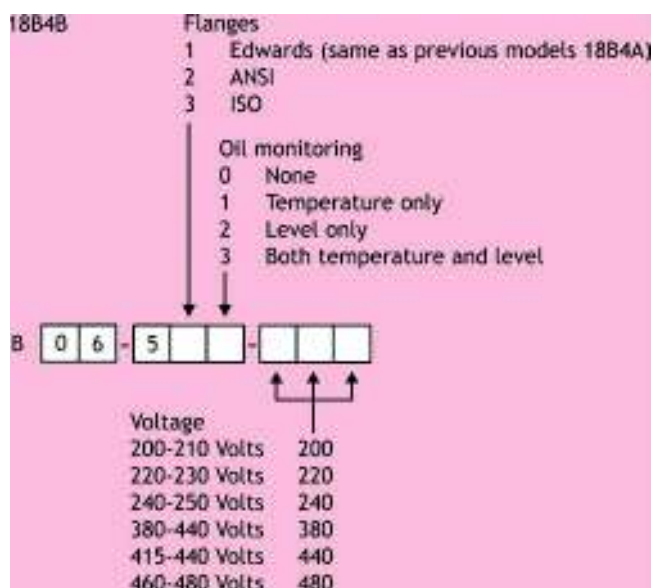 18B4B
Flanges
1 Edwards (same as previous models 18B4A)
2 ANSI
3 ISO
Oil monitoring
0 None
1 Temperature only
2 Level only
3 Both temperature and level
B 0 6 - 5 -
Voltage
200-210 Volts 200
220-230 Volts 220
240-250 Volts 240
380-440 Volts 380
415-440 Volts 440
460-480 Volts 480